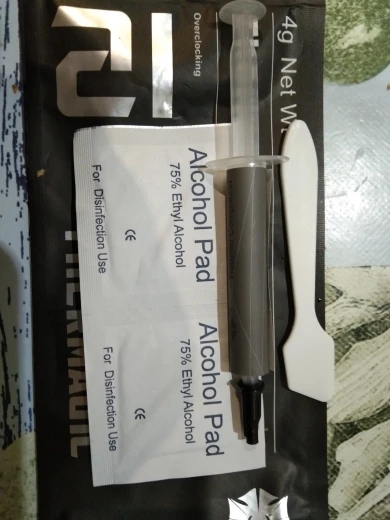 Overclocking
4g Net W
Alcohol Pad
75% Ethyl Alcohol
CE
For Disinfection Use
Alcohol Pad
75% Ethyl Alcohol
CE
For Disinfection Use